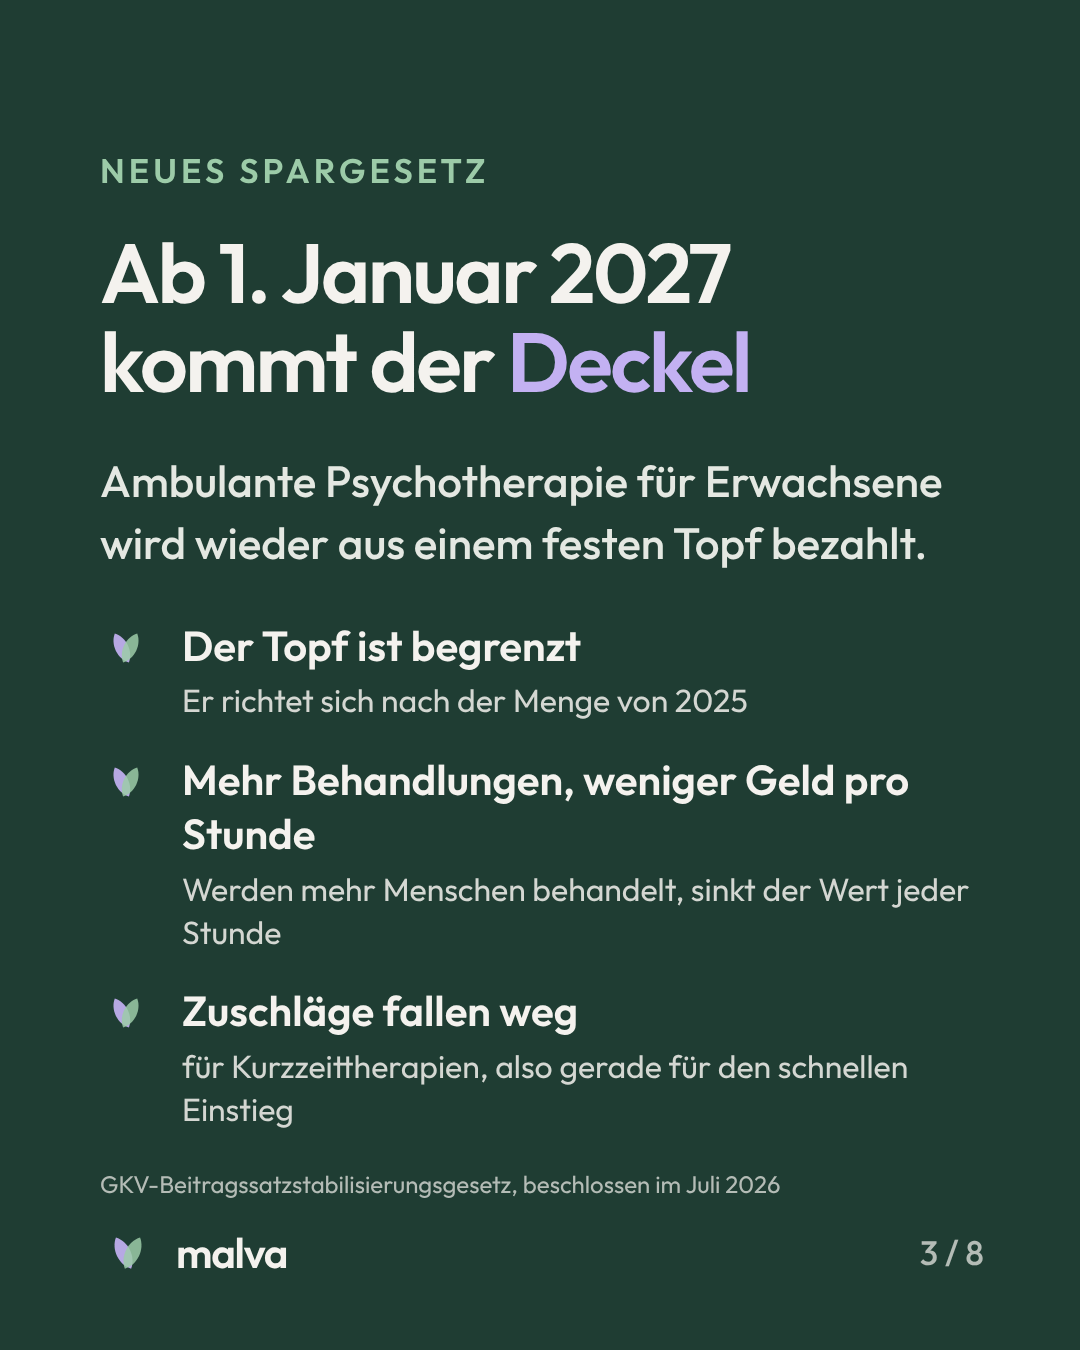 NEUES SPARGESETZ
Ab 1. Januar 2027
kommt der Deckel
Ambulante Psychotherapie für Erwachsene
wird wieder aus einem festen Topf bezahlt.
Der Topf ist begrenzt
Er richtet sich nach der Menge von 2025
Mehr Behandlungen, weniger Geld pro
Stunde
Werden mehr Menschen behandelt, sinkt der Wert jeder
Stunde
Zuschläge fallen weg
für Kurzzeittherapien, also gerade für den schnellen
Einstieg
GKV-Beitragssatzstabilisierungsgesetz, beschlossen im Juli 2026
malva
3 / 8